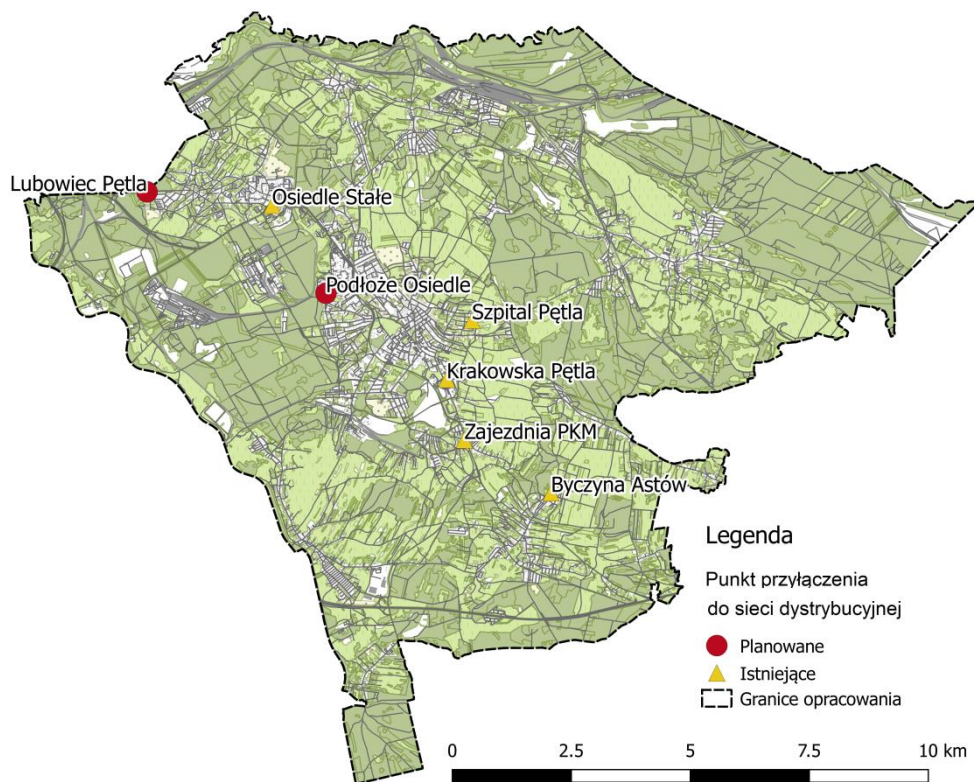 Lubowiec Pętla
Osiedle Stałe
Podłoże Osiedle
Szpital Pętla
Krakowska Pętla
Zajezdnia PKM
Byczyna Astów
Legenda
Punkt przyłączenia
do sieci dystrybucyjnej
Planowane
Istniejące
Granice opracowania
0 2.5 5 7.5 10 km